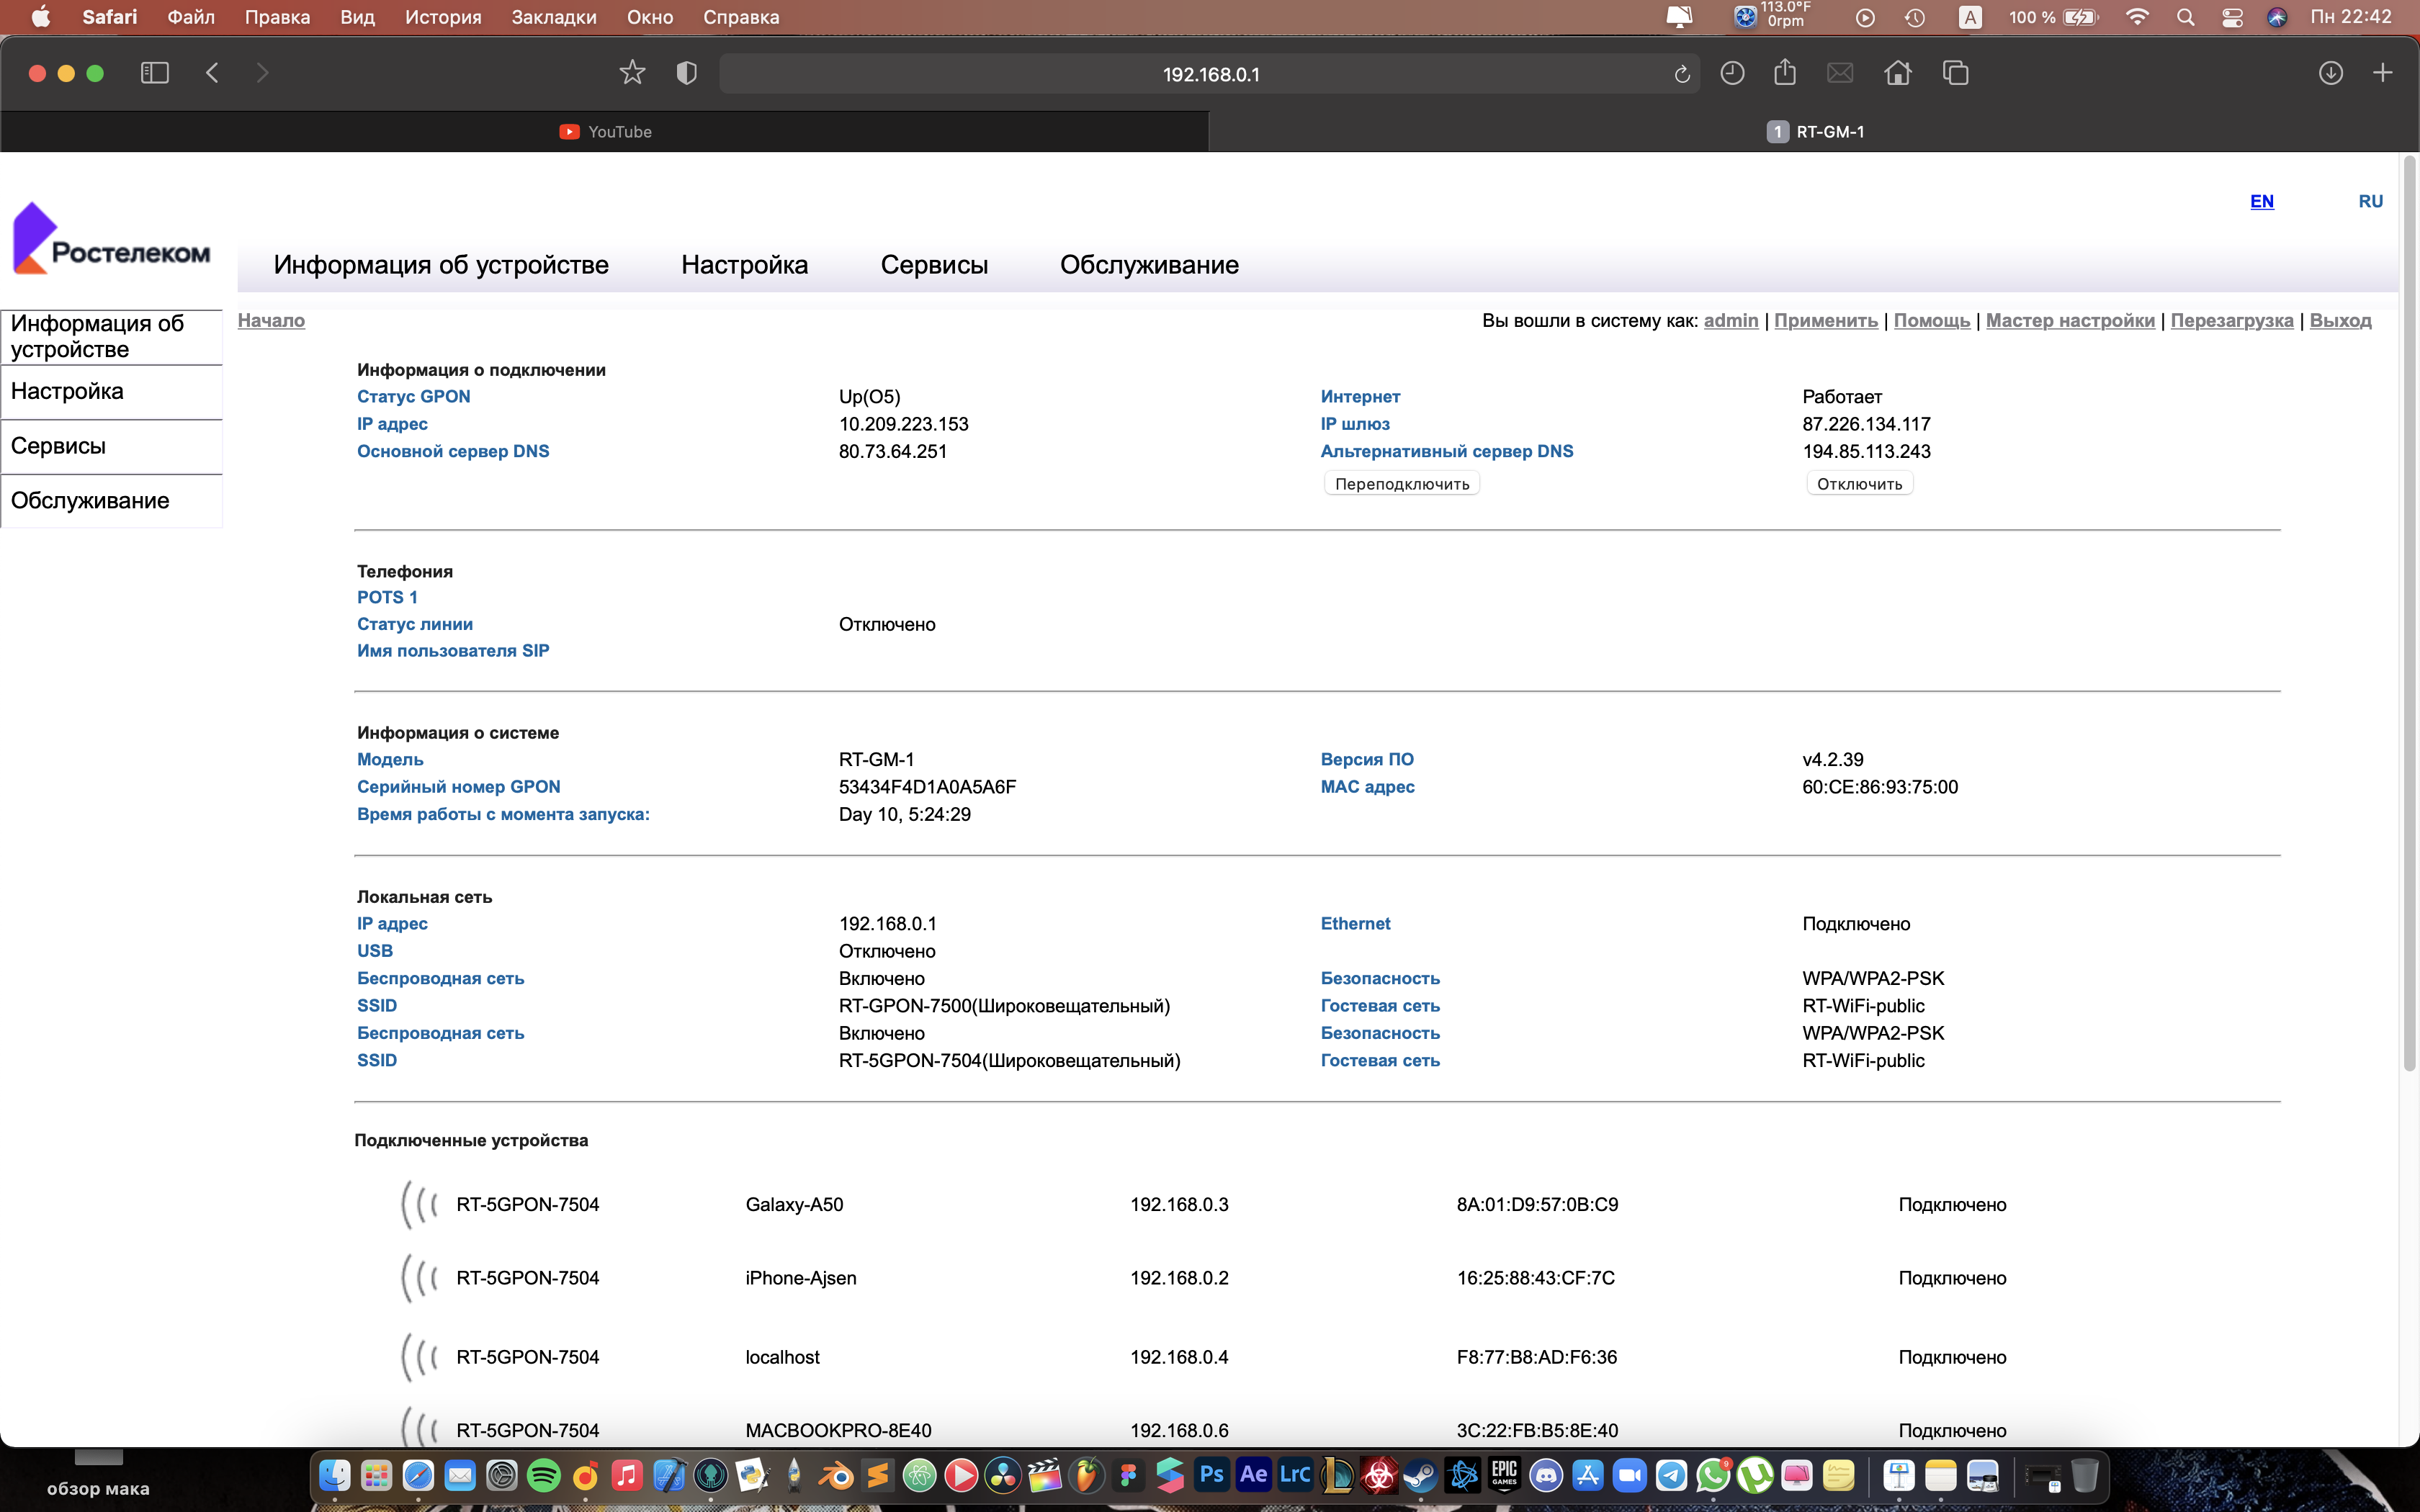 Safari Файл Правка Вид История Закладки Окно Справка 113.0°F 0rpm A 100 % Пн 22:42
192.168.0.1
YouTube 1 RT-GM-1
EN RU
Ростелеком
Информация об устройстве Настройка Сервисы Обслуживание
Информация об
устройстве
Настройка
Сервисы
Обслуживание
Начало Вы вошли в систему как: admin | Применить | Помощь | Мастер настройки | Перезагрузка | Выход
Информация о подключении
Статус GPON Up(O5) Интернет Работает
IP адрес 10.209.223.153 IP шлюз 87.226.134.117
Основной сервер DNS 80.73.64.251 Альтернативный сервер DNS 194.85.113.243
Переподключить Отключить
Телефония
POTS 1
Статус линии Отключено
Имя пользователя SIP
Информация о системе
Модель RT-GM-1 Версия ПО v4.2.39
Серийный номер GPON 53434F4D1A0A5A6F MAC адрес 60:CE:86:93:75:00
Время работы с момента запуска: Day 10, 5:24:29
Локальная сеть
IP адрес 192.168.0.1 Ethernet Подключено
USB Отключено
Беспроводная сеть Включено Безопасность WPA/WPA2-PSK
SSID RT-GPON-7500(Широковещательный) Гостевая сеть RT-WiFi-public
Беспроводная сеть Включено Безопасность WPA/WPA2-PSK
SSID RT-5GPON-7504(Широковещательный) Гостевая сеть RT-WiFi-public
Подключенные устройства
RT-5GPON-7504 Galaxy-A50 192.168.0.3 8A:01:D9:57:0B:C9 Подключено
RT-5GPON-7504 iPhone-Ajsen 192.168.0.2 16:25:88:43:CF:7C Подключено
RT-5GPON-7504 localhost 192.168.0.4 F8:77:B8:AD:F6:36 Подключено
RT-5GPON-7504 MACBOOKPRO-8E40 192.168.0.6 3C:22:FB:B5:8E:40 Подключено
обзор мака
Ps Ae LrC L EPIC GAMES 9